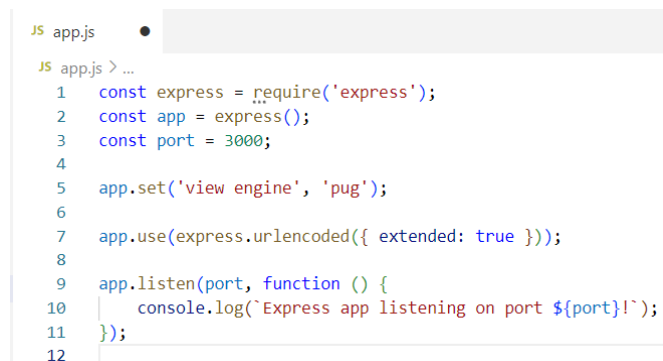 JS app.js ●
JS app.js > ...
1 const express = require('express');
2 const app = express();
3 const port = 3000;
4
5 app.set('view engine', 'pug');
6
7 app.use(express.urlencoded({ extended: true }));
8
9 app.listen(port, function () {
10     console.log(`Express app listening on port ${port}!`);
11 });
12